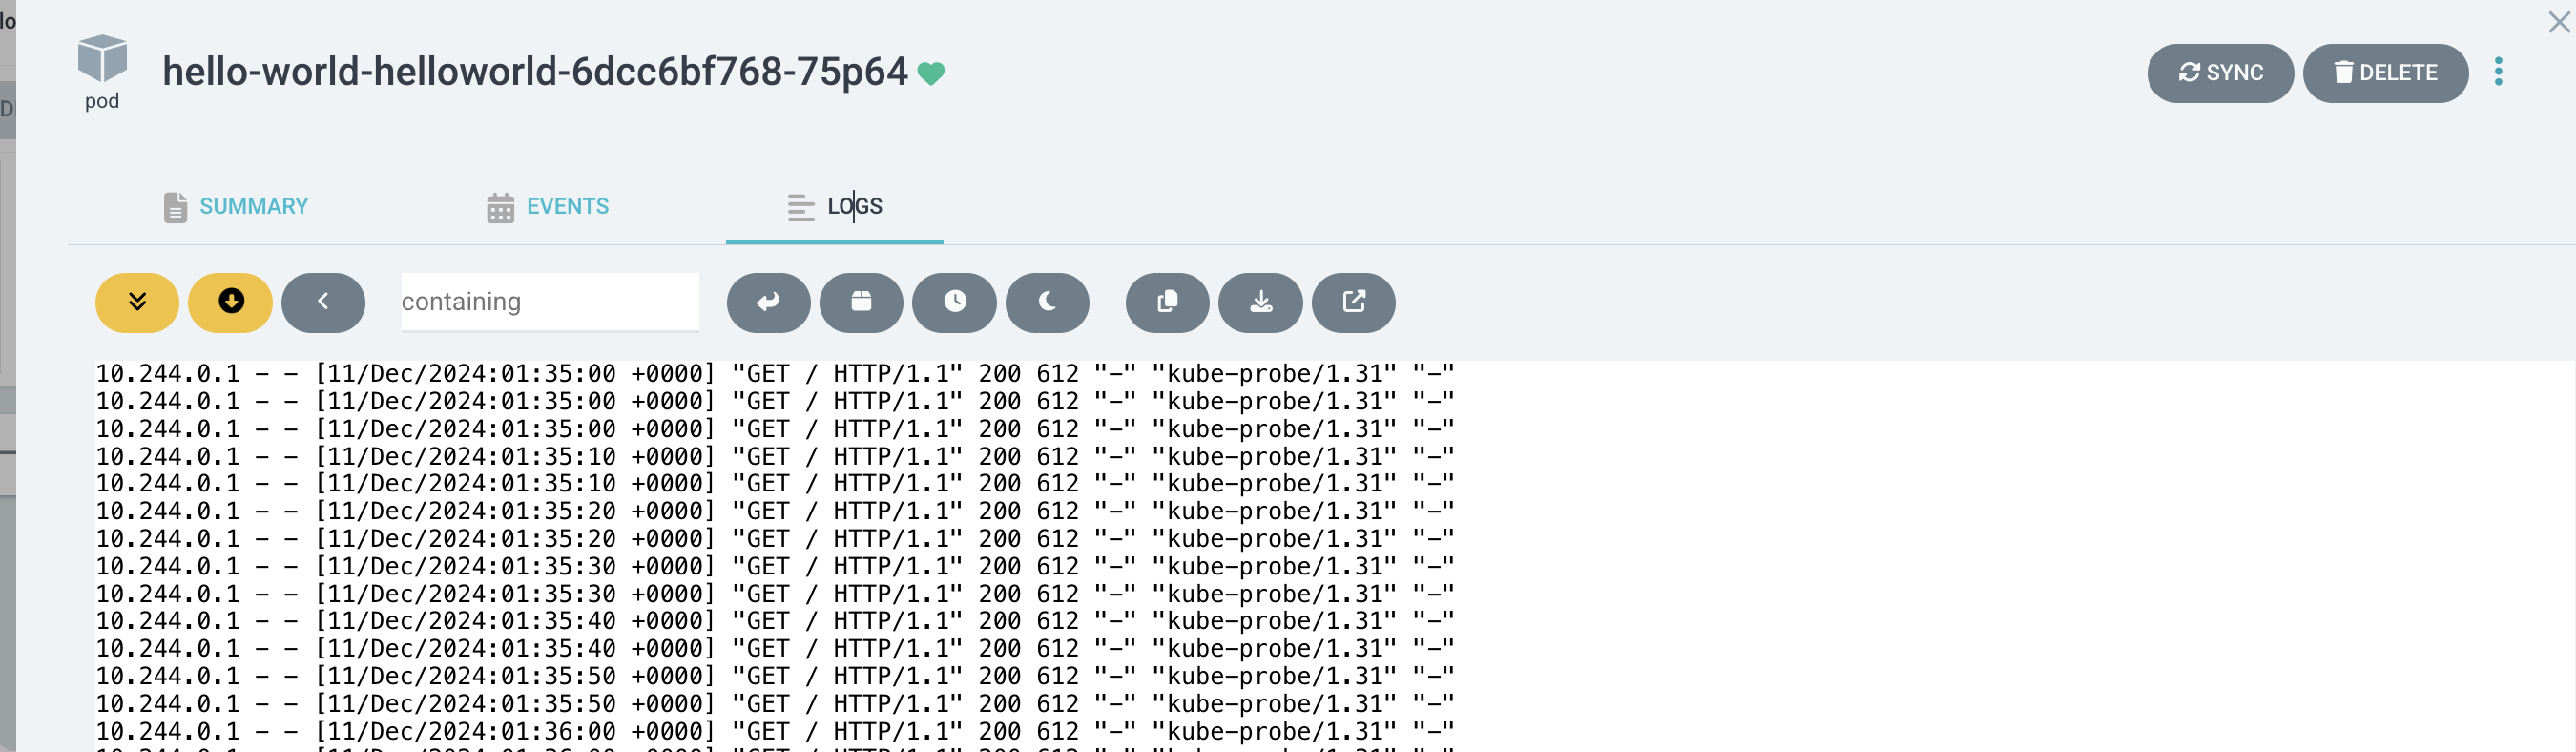 lo
hello-world-helloworld-6dcc6bf768-75p64
SYNC
DELETE
pod
D
SUMMARY
EVENTS
LOGS
containing
10.244.0.1 - - [11/Dec/2024:01:35:00 +0000] "GET / HTTP/1.1" 200 612 "-" "kube-probe/1.31" "-"
10.244.0.1 - - [11/Dec/2024:01:35:00 +0000] "GET / HTTP/1.1" 200 612 "-" "kube-probe/1.31" "-"
10.244.0.1 - - [11/Dec/2024:01:35:00 +0000] "GET / HTTP/1.1" 200 612 "-" "kube-probe/1.31" "-"
10.244.0.1 - - [11/Dec/2024:01:35:10 +0000] "GET / HTTP/1.1" 200 612 "-" "kube-probe/1.31" "-"
10.244.0.1 - - [11/Dec/2024:01:35:10 +0000] "GET / HTTP/1.1" 200 612 "-" "kube-probe/1.31" "-"
10.244.0.1 - - [11/Dec/2024:01:35:20 +0000] "GET / HTTP/1.1" 200 612 "-" "kube-probe/1.31" "-"
10.244.0.1 - - [11/Dec/2024:01:35:20 +0000] "GET / HTTP/1.1" 200 612 "-" "kube-probe/1.31" "-"
10.244.0.1 - - [11/Dec/2024:01:35:30 +0000] "GET / HTTP/1.1" 200 612 "-" "kube-probe/1.31" "-"
10.244.0.1 - - [11/Dec/2024:01:35:30 +0000] "GET / HTTP/1.1" 200 612 "-" "kube-probe/1.31" "-"
10.244.0.1 - - [11/Dec/2024:01:35:40 +0000] "GET / HTTP/1.1" 200 612 "-" "kube-probe/1.31" "-"
10.244.0.1 - - [11/Dec/2024:01:35:40 +0000] "GET / HTTP/1.1" 200 612 "-" "kube-probe/1.31" "-"
10.244.0.1 - - [11/Dec/2024:01:35:50 +0000] "GET / HTTP/1.1" 200 612 "-" "kube-probe/1.31" "-"
10.244.0.1 - - [11/Dec/2024:01:35:50 +0000] "GET / HTTP/1.1" 200 612 "-" "kube-probe/1.31" "-"
10.244.0.1 - - [11/Dec/2024:01:36:00 +0000] "GET / HTTP/1.1" 200 612 "-" "kube-probe/1.31" "-"